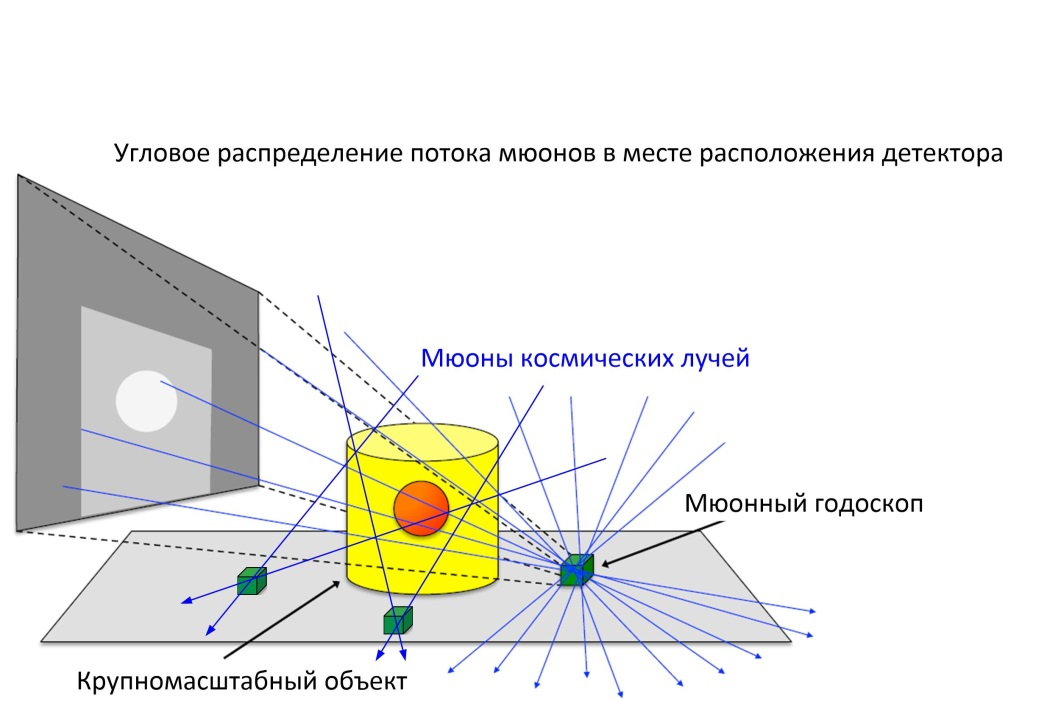 Угловое распределение потока мюонов в месте расположения детектора
Мюоны космических лучей
Мюонный годоскоп
Крупномасштабный объект